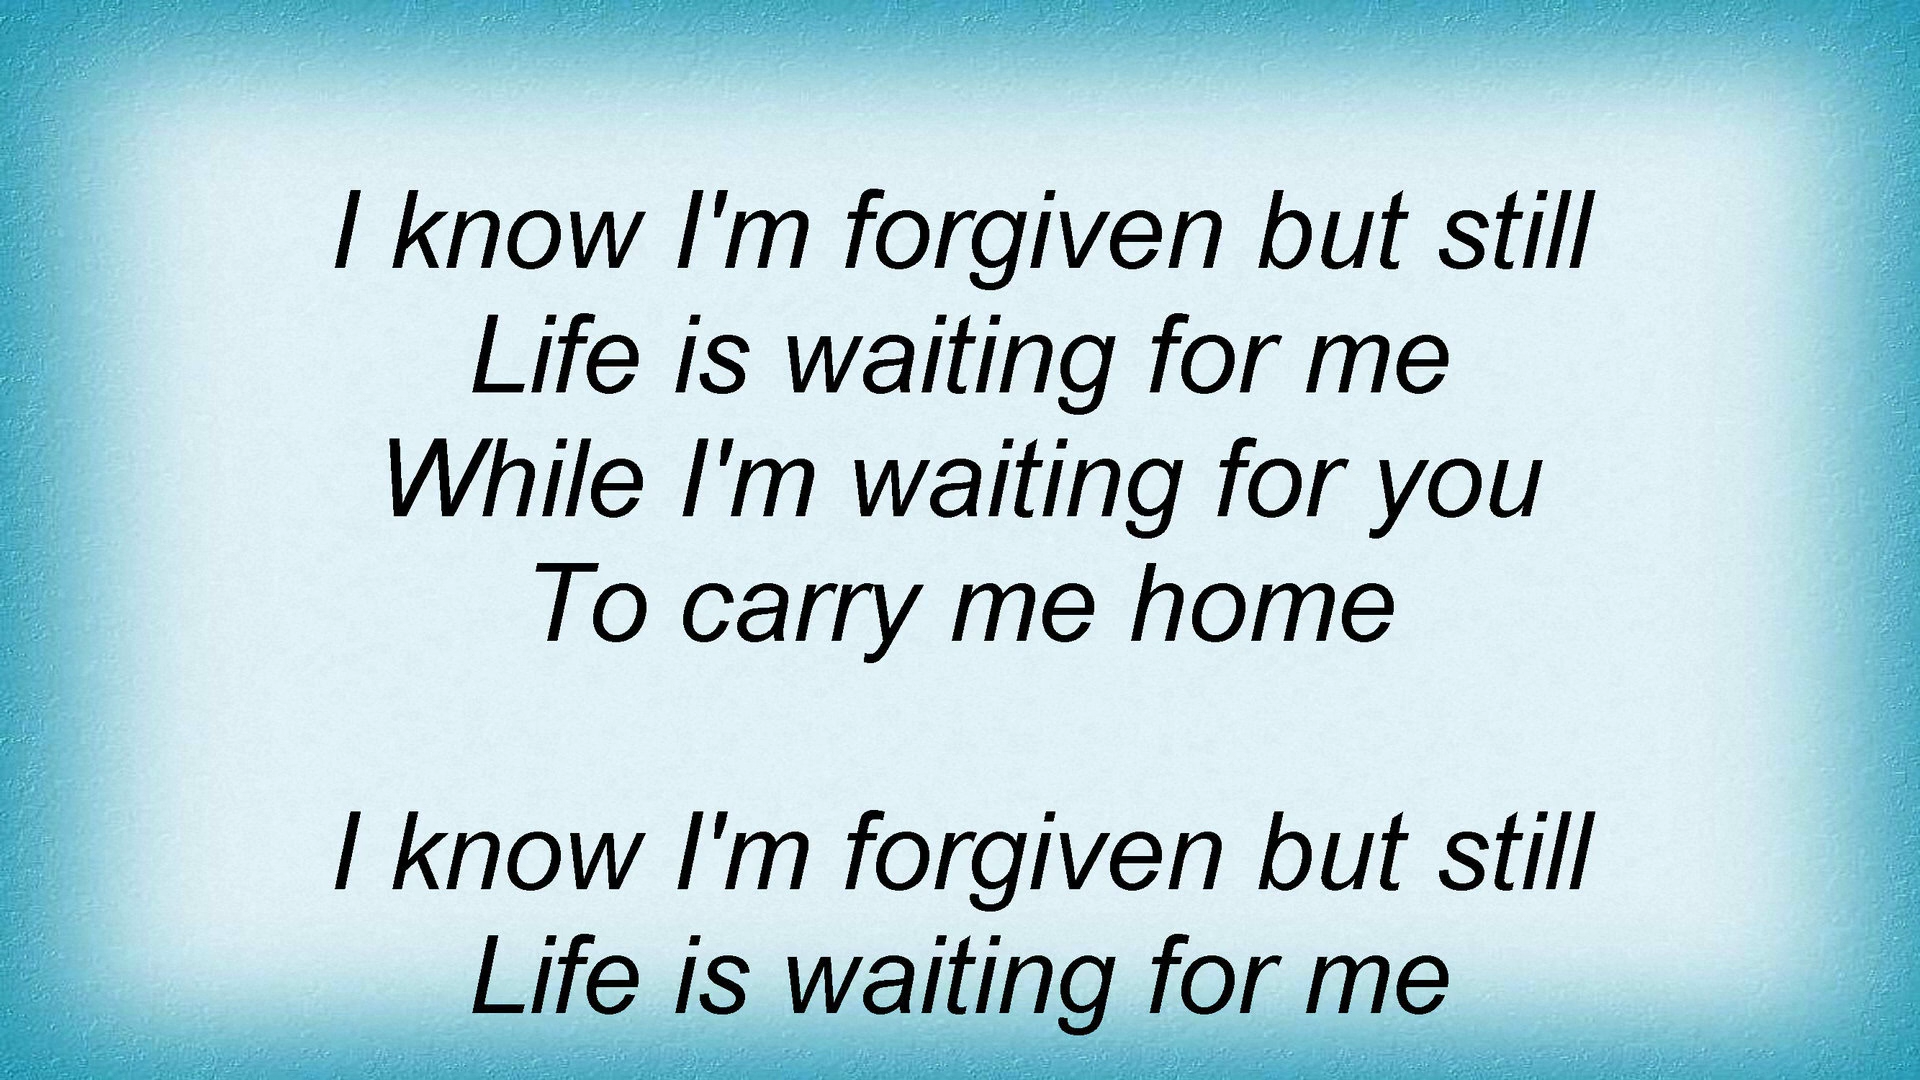 I know I'm forgiven but still
Life is waiting for me
While I'm waiting for you
To carry me home
I know I'm forgiven but still
Life is waiting for me